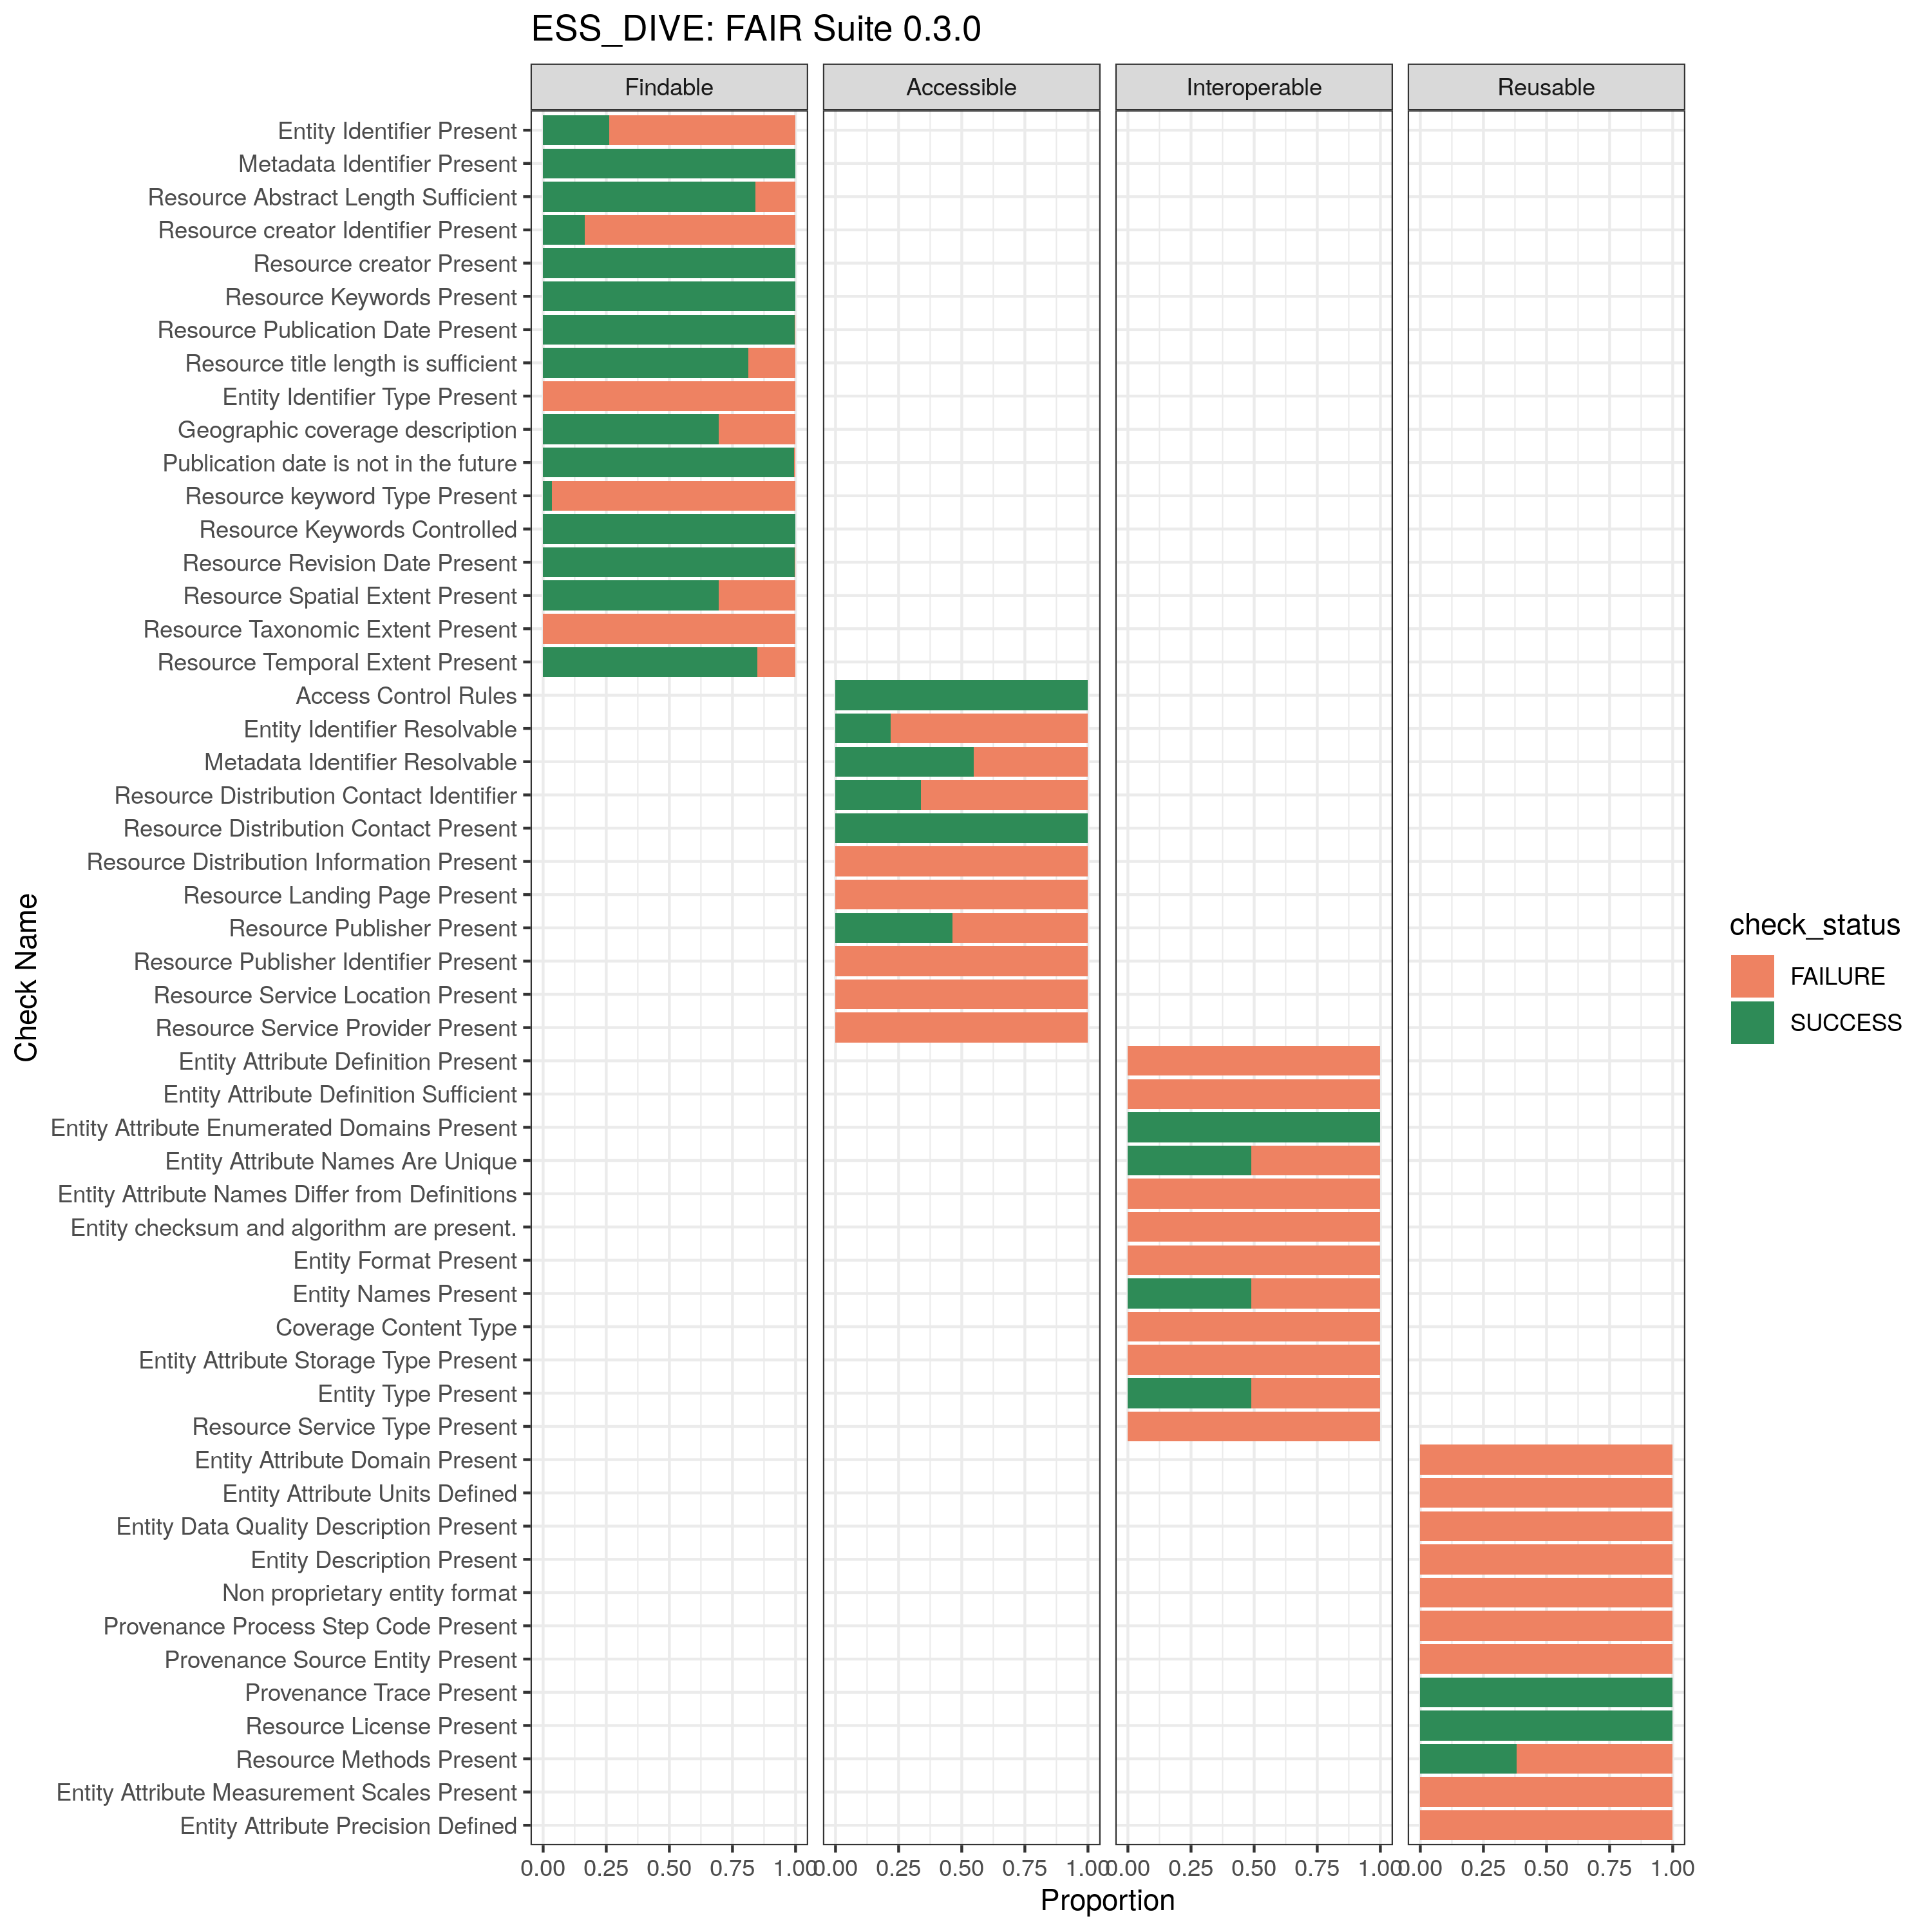 ESS_DIVE: FAIR Suite 0.3.0
Findable Accessible Interoperable Reusable
Entity Identifier Present
Metadata Identifier Present
Resource Abstract Length Sufficient
Resource creator Identifier Present
Resource creator Present
Resource Keywords Present
Resource Publication Date Present
Resource title length is sufficient
Entity Identifier Type Present
Geographic coverage description
Publication date is not in the future
Resource keyword Type Present
Resource Keywords Controlled
Resource Revision Date Present
Resource Spatial Extent Present
Resource Taxonomic Extent Present
Resource Temporal Extent Present
Access Control Rules
Entity Identifier Resolvable
Metadata Identifier Resolvable
Resource Distribution Contact Identifier
Resource Distribution Contact Present
Resource Distribution Information Present
Resource Landing Page Present
Resource Publisher Present
Resource Publisher Identifier Present
Resource Service Location Present
Resource Service Provider Present
Entity Attribute Definition Present
Entity Attribute Definition Sufficient
Entity Attribute Enumerated Domains Present
Entity Attribute Names Are Unique
Entity Attribute Names Differ from Definitions
Entity checksum and algorithm are present.
Entity Format Present
Entity Names Present
Coverage Content Type
Entity Attribute Storage Type Present
Entity Type Present
Resource Service Type Present
Entity Attribute Domain Present
Entity Attribute Units Defined
Entity Data Quality Description Present
Entity Description Present
Non proprietary entity format
Provenance Process Step Code Present
Provenance Source Entity Present
Provenance Trace Present
Resource License Present
Resource Methods Present
Entity Attribute Measurement Scales Present
Entity Attribute Precision Defined
0.00 0.25 0.50 0.75 1.00 0.00 0.25 0.50 0.75 1.00 0.00 0.25 0.50 0.75 1.00 0.00 0.25 0.50 0.75 1.00
Proportion
Check Name
check_status
FAILURE
SUCCESS